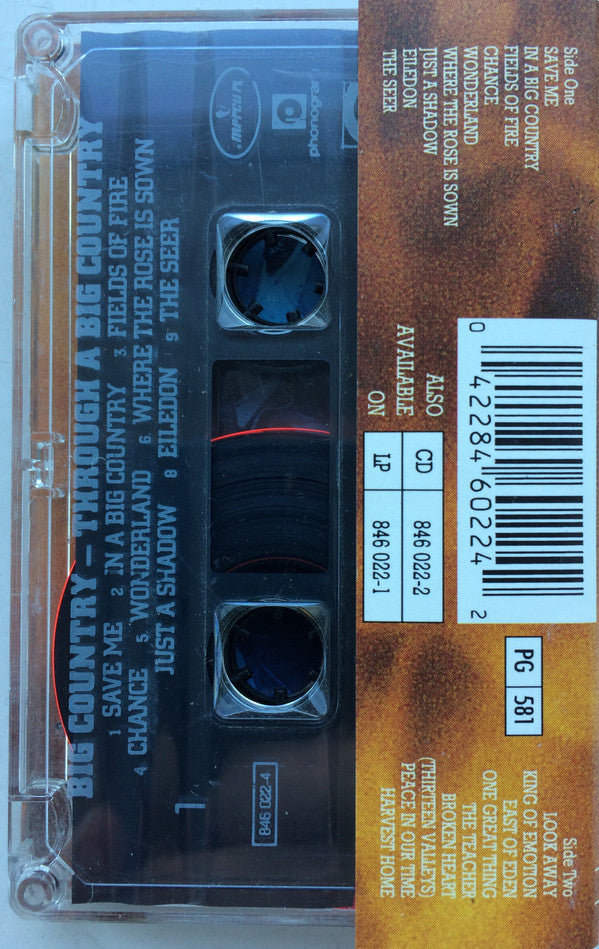 BIG COUNTRY – THROUGH A BIG COUNTRY
1 SAVE ME 2 IN A BIG COUNTRY 3 FIELDS OF FIRE
4 CHANCE 5 WONDERLAND 6 WHERE THE ROSE IS SOWN
JUST A SHADOW 8 EILEDON 9 THE SEER
1
846 022-4
mercury
phonogram
Side One
SAVE ME
IN A BIG COUNTRY
FIELDS OF FIRE
CHANCE
WONDERLAND
WHERE THE ROSE IS SOWN
JUST A SHADOW
EILEDON
THE SEER
0 42284 60224 2
ALSO
AVAILABLE
ON
CD 846 022-2
LP 846 022-1
PG 581
Side Two
LOOK AWAY
KING OF EMOTION
EAST OF EDEN
ONE GREAT THING
THE TEACHER
BROKEN HEART
(THIRTEEN VALLEYS)
PEACE IN OUR TIME
HARVEST HOME